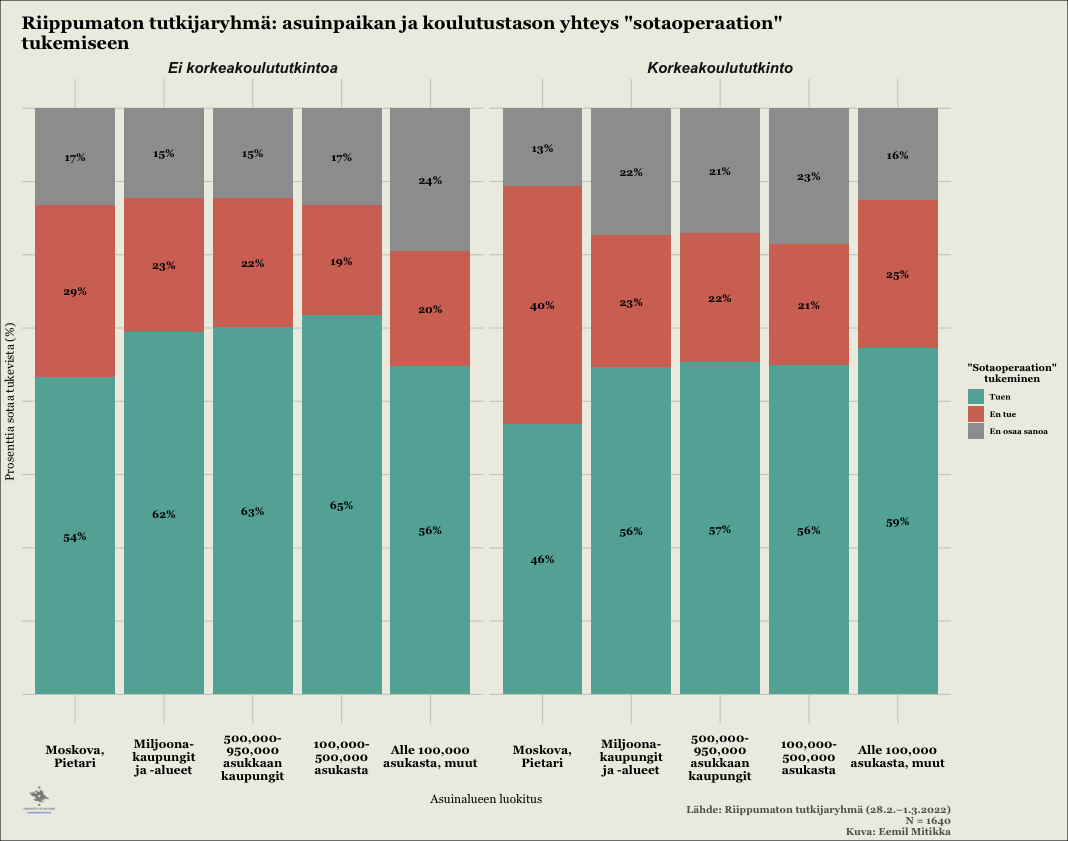 Riippumaton tutkijaryhmä: asuinpaikan ja koulutustason yhteys "sotaoperaation"
tukemiseen
Ei korkeakoulututkintoa
Korkeakoulututkinto
17%
15%
15%
17%
24%
13%
22%
21%
23%
16%
29%
23%
22%
19%
20%
40%
23%
22%
21%
25%
54%
62%
63%
65%
56%
46%
56%
57%
56%
59%
Prosenttia sotaa tukevista (%)
"Sotaoperaation"
tukeminen
Tuen
En tue
En osaa sanoa
Moskova,
Pietari
Miljoona-
kaupungit
ja -alueet
500,000-
950,000
asukkaan
kaupungit
100,000-
500,000
asukasta
Alle 100,000
asukasta, muut
Moskova,
Pietari
Miljoona-
kaupungit
ja -alueet
500,000-
950,000
asukkaan
kaupungit
100,000-
500,000
asukasta
Alle 100,000
asukasta, muut
Asuinalueen luokitus
Lähde: Riippumaton tutkijaryhmä (28.2.–1.3.2022)
N = 1640
Kuva: Eemil Mitikka